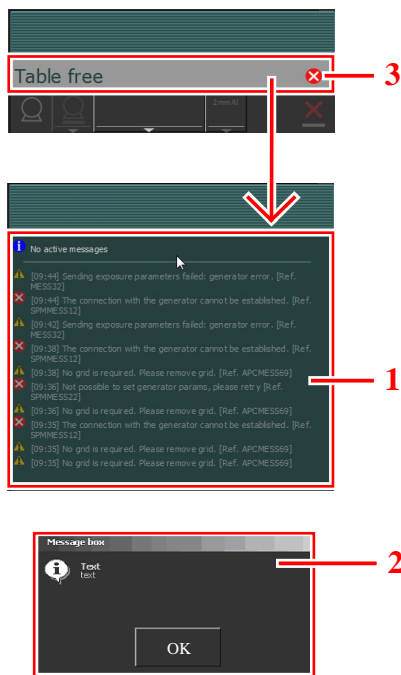 Table free
3
2mmAl
No active messages
[09:44] Sending exposure parameters failed: generator error. [Ref.
MESS32]
[09:44] The connection with the generator cannot be established. [Ref.
SPMMESS12]
[09:42] Sending exposure parameters failed: generator error. [Ref.
MESS32]
[09:38] The connection with the generator cannot be established. [Ref.
SPMMESS12]
[09:38] No grid is required. Please remove grid. [Ref. APCMESS69]
1
[09:36] Not possible to set generator params, please retry [Ref.
SPMMESS22]
[09:36] No grid is required. Please remove grid. [Ref. APCMESS69]
[09:35] The connection with the generator cannot be established. [Ref.
SPMMESS12]
[09:35] No grid is required. Please remove grid. [Ref. APCMESS69]
[09:35] No grid is required. Please remove grid. [Ref. APCMESS69]
Message box
2
Text
text
OK